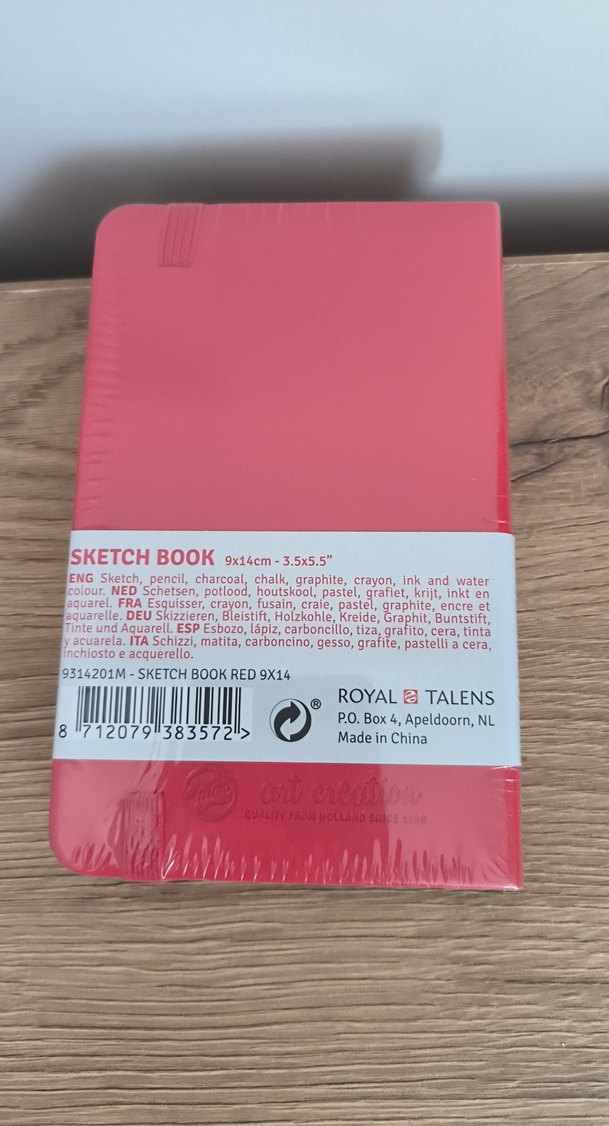 SKETCH BOOK 9x14cm - 3.5x5.5”
ENG Sketch, pencil, charcoal, chalk, graphite, crayon, ink and water
colour. NED Schetsen, potlood, houtskool, pastel, grafiet, krijt, inkt en
aquarel. FRA Esquisser, crayon, fusain, craie, pastel, graphite, encre et
aquarelle. DEU Skizzieren, Bleistift, Holzkohle, Kreide, Graphit, Buntstift,
Tinte und Aquarell. ESP Esbozo, lápiz, carboncillo, tiza, grafito, cera, tinta
y acuarela. ITA Schizzi, matita, carboncino, gesso, grafite, pastelli a cera,
inchiosto e acquerello.
9314201M - SKETCH BOOK RED 9X14
8 712079 383572 >
®
ROYAL TALENS
P.O. Box 4, Apeldoorn, NL
Made in China
Talens
art creation
QUALITY FROM HOLLAND SINCE 1899